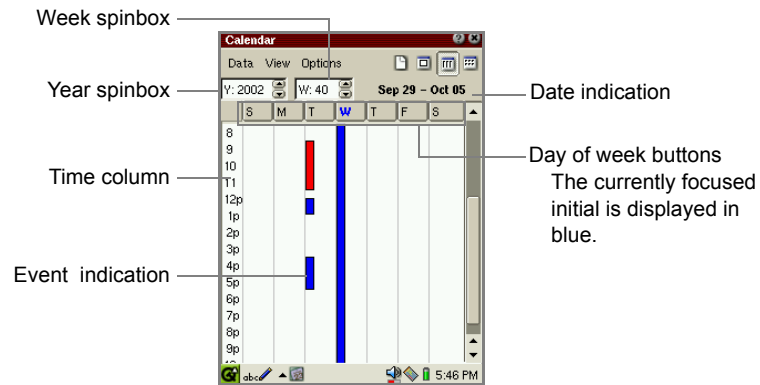 Week spinbox
Calendar
Data View Options
Year spinbox
Y: 2002 W: 40 Sep 29 – Oct 05
Date indication
S M T W T F S
Day of week buttons
The currently focused
initial is displayed in
blue.
8
9
10
11
Time column
12p
1p
2p
3p
4p
Event indication
5p
6p
7p
8p
9p
abc 5:46 PM